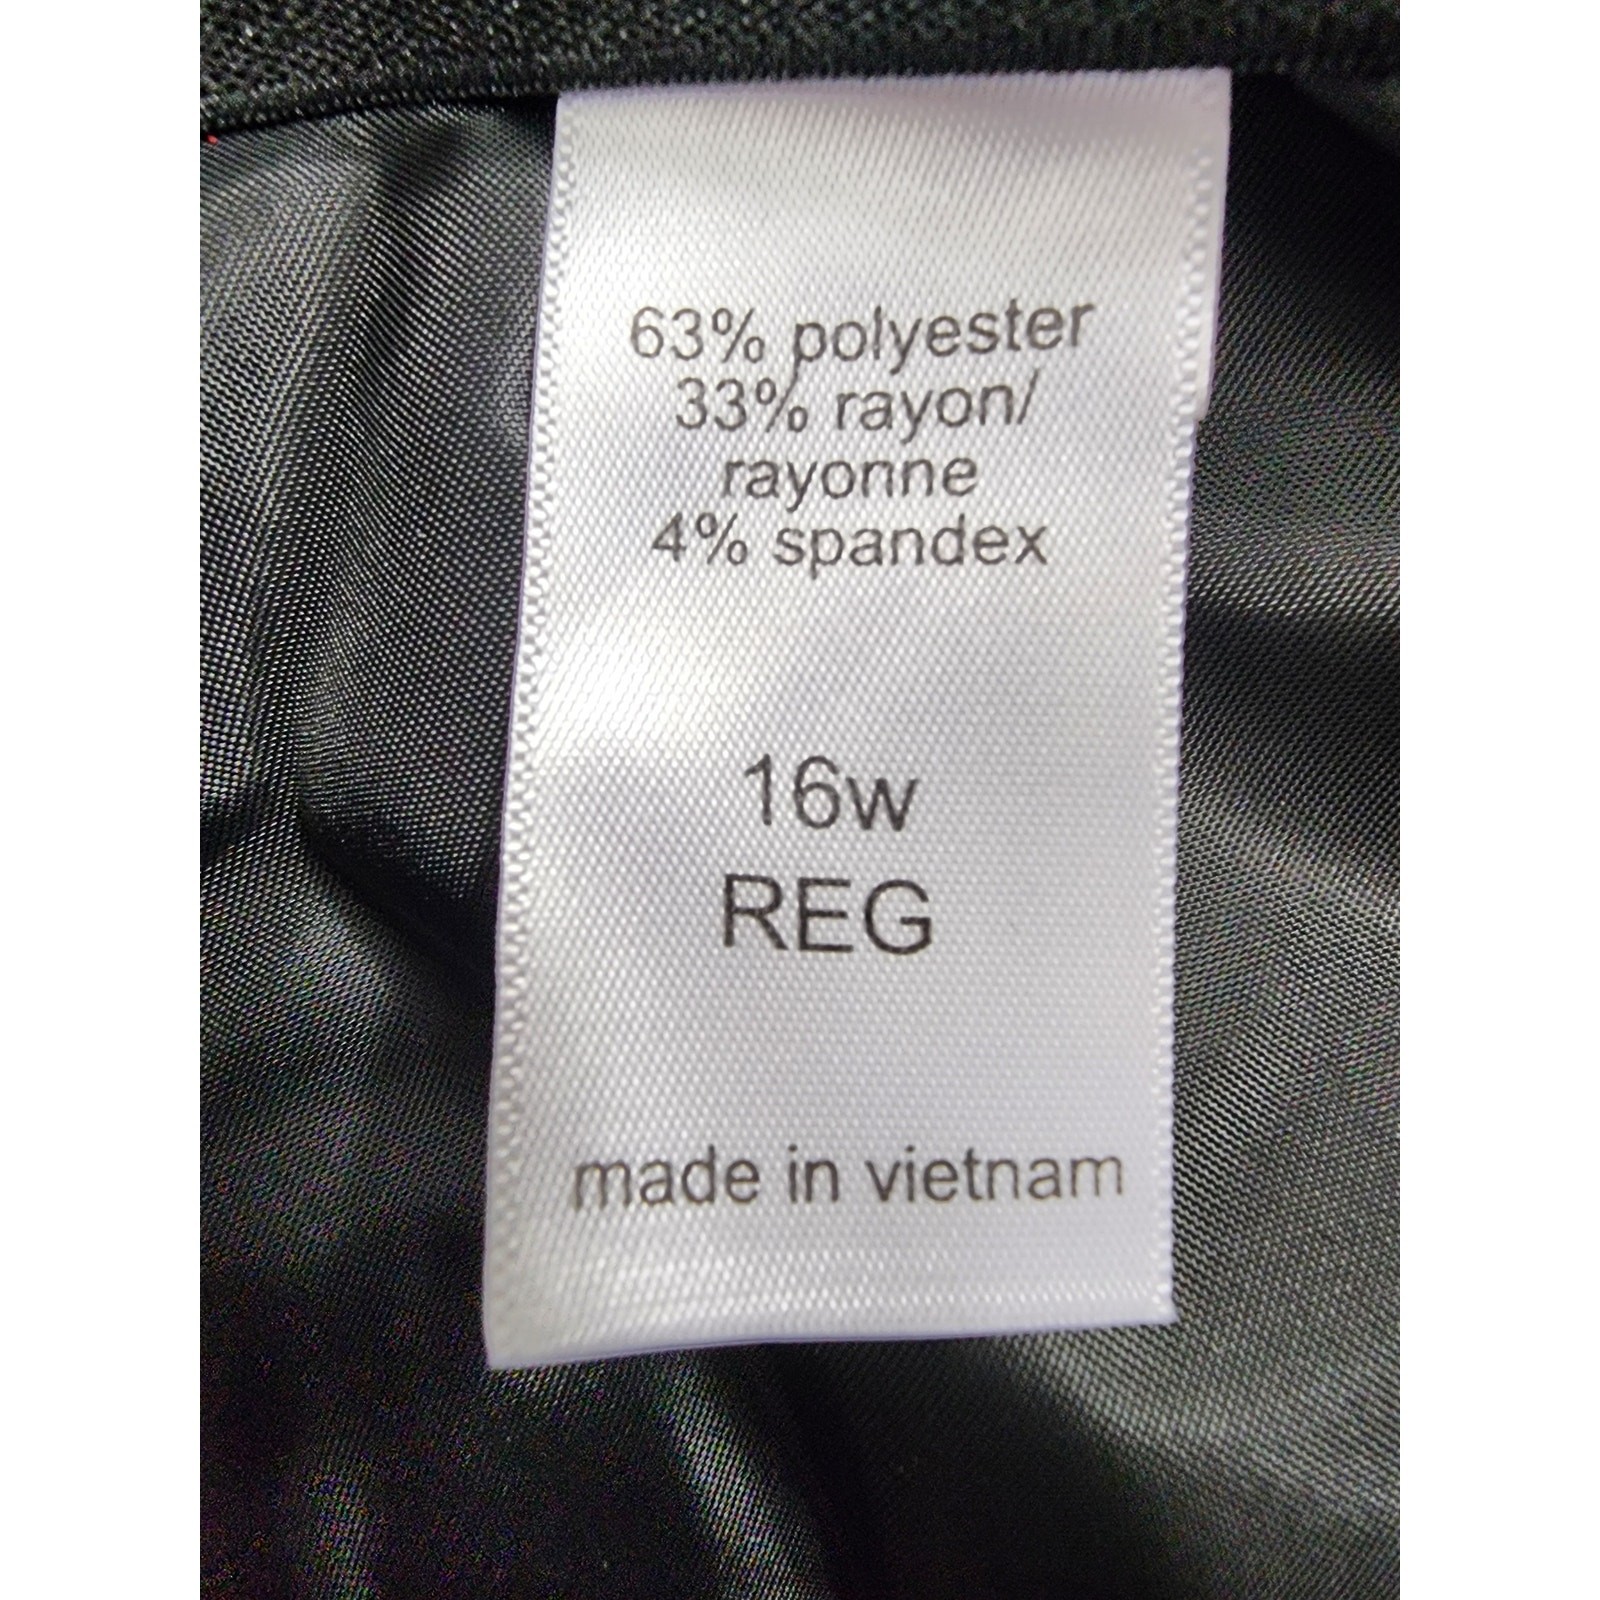 63% polyester
33% rayon/
rayonne
4% spandex
16w
REG
made in vietnam